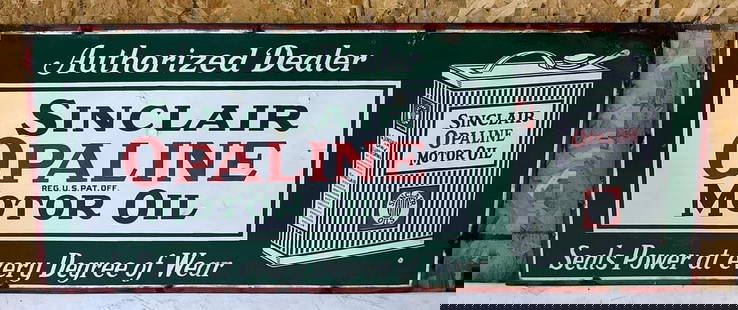 Authorized Dealer
SINCLAIR
OPALINE
REG. U.S. PAT. OFF.
MOTOR OIL
SINCLAIR
OPALINE
MOTOR OIL
Seals Power at every Degree of Wear